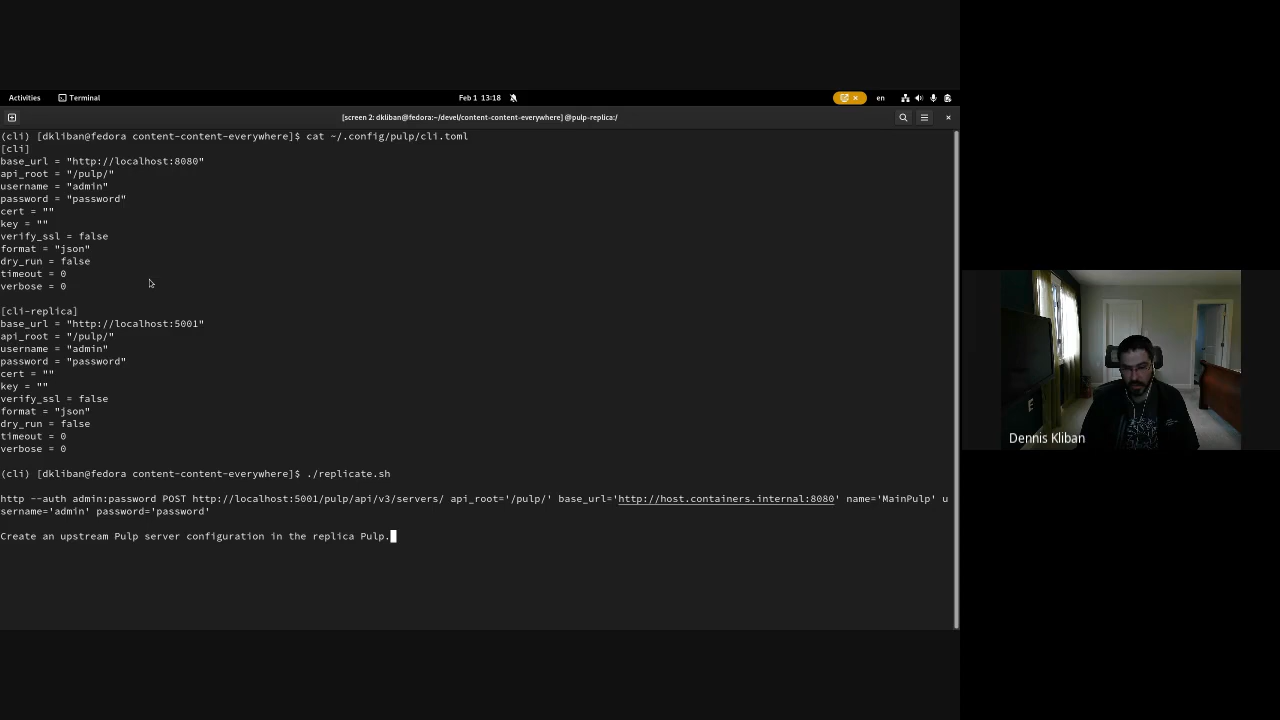 Activities
Terminal
Feb 1 13:18
en
[screen 2: dkliban@fedora:~/devel/content-content-everywhere] @pulp-replica:/
(cli) [dkliban@fedora content-content-everywhere]$ cat ~/.config/pulp/cli.toml
[cli]
base_url = "http://localhost:8080"
api_root = "/pulp/"
username = "admin"
password = "password"
cert = ""
key = ""
verify_ssl = false
format = "json"
dry_run = false
timeout = 0
verbose = 0
[cli-replica]
base_url = "http://localhost:5001"
api_root = "/pulp/"
username = "admin"
password = "password"
cert = ""
key = ""
verify_ssl = false
format = "json"
dry_run = false
timeout = 0
verbose = 0
(cli) [dkliban@fedora content-content-everywhere]$ ./replicate.sh
http --auth admin:password POST http://localhost:5001/pulp/api/v3/servers/ api_root='/pulp/' base_url='http://host.containers.internal:8080' name='MainPulp' u
sername='admin' password='password'
Create an upstream Pulp server configuration in the replica Pulp.
Dennis Kliban